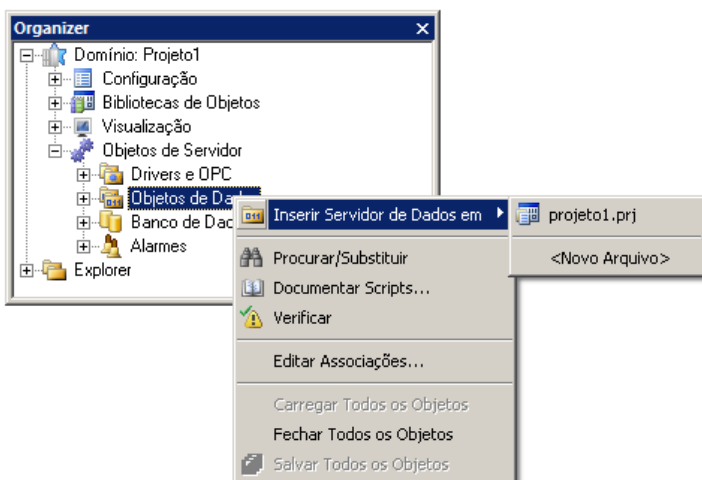 Organizer
Domínio: Projeto1
Configuração
Bibliotecas de Objetos
Visualização
Objetos de Servidor
Drivers e OPC
Objetos de Da
Banco de Dac
Alarmes
Explorer
Inserir Servidor de Dados em
Procurar/Substituir
Documentar Scripts...
Verificar
Editar Associações...
Carregar Todos os Objetos
Fechar Todos os Objetos
Salvar Todos os Objetos
projeto1.prj
<Novo Arquivo>